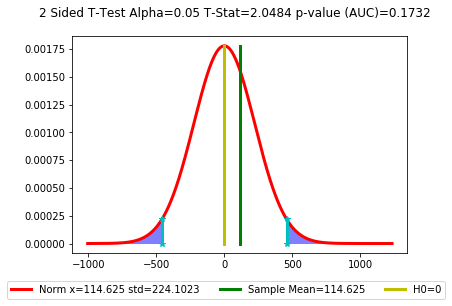 2 Sided T-Test Alpha=0.05 T-Stat=2.0484 p-value (AUC)=0.1732
0.00175
0.00150
0.00125
0.00100
0.00075
0.00050
0.00025
0.00000
−1000 −500 0 500 1000
Norm x=114.625 std=224.1023 Sample Mean=114.625 H0=0